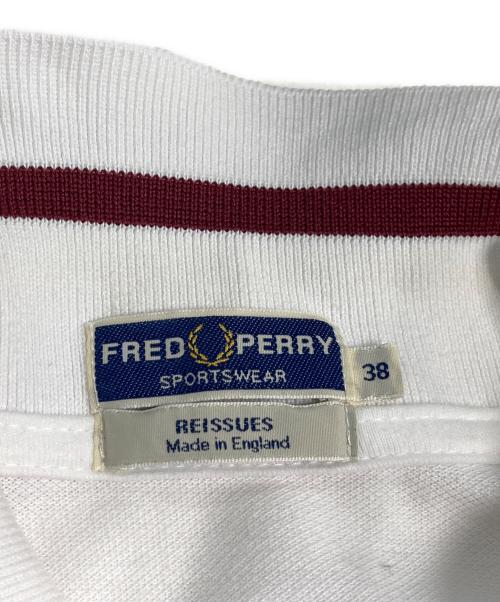 FRED PERRY
SPORTSWEAR
38
REISSUES
Made in England